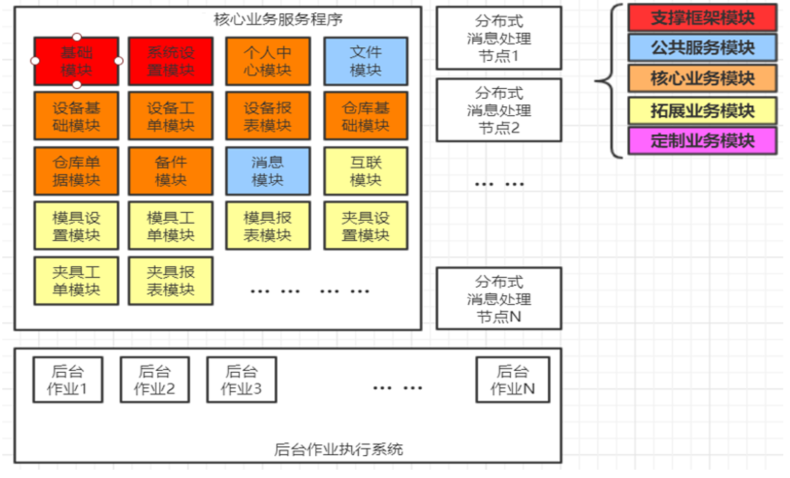 核心业务服务程序
基础
模块
系统设
置模块
个人中
心模块
文件
模块
设备基
础模块
设备工
单模块
设备报
表模块
仓库基
础模块
仓库单
据模块
备件
模块
消息
模块
互联
模块
模具设
置模块
模具工
单模块
模具报
表模块
夹具设
置模块
夹具工
单模块
夹具报
表模块
... ...
... ...
分布式
消息处理
节点1
分布式
消息处理
节点2
... ...
分布式
消息处理
节点N
支撑框架模块
公共服务模块
核心业务模块
拓展业务模块
定制业务模块
后台
作业1
后台
作业2
后台
作业3
... ...
后台
作业N
后台作业执行系统